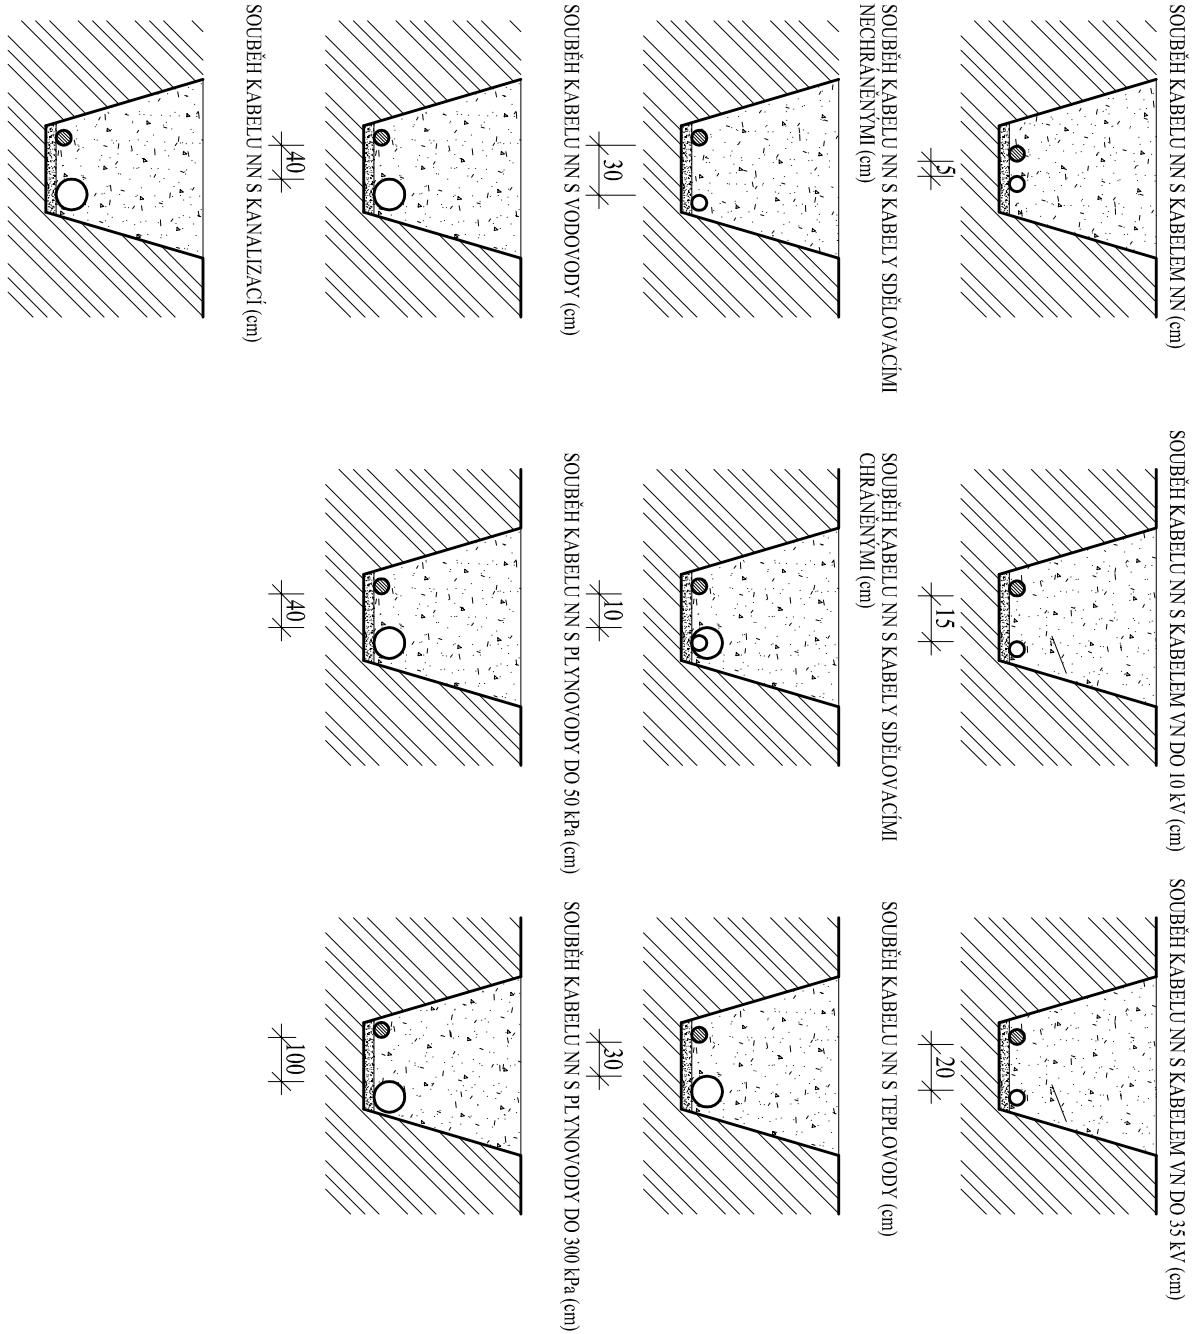 SOUBĚH KABELU NN S KABELEM NN (cm)
SOUBĚH KABELU NN S KABELEM VN DO 10 kV (cm)
SOUBĚH KABELU NN S KABELEM VN DO 35 kV (cm)
5
15
20
SOUBĚH KABELU NN S KABELY SDĚLOVACÍMI
NECHRÁNĚNÝMI (cm)
SOUBĚH KABELU NN S KABELY SDĚLOVACÍMI
CHRÁNĚNÝMI (cm)
SOUBĚH KABELU NN S TEPLOVODY (cm)
30
10
30
SOUBĚH KABELU NN S VODOVODY (cm)
SOUBĚH KABELU NN S PLYNOVODY DO 50 kPa (cm)
SOUBĚH KABELU NN S PLYNOVODY DO 300 kPa (cm)
40
40
100
SOUBĚH KABELU NN S KANALIZACÍ (cm)